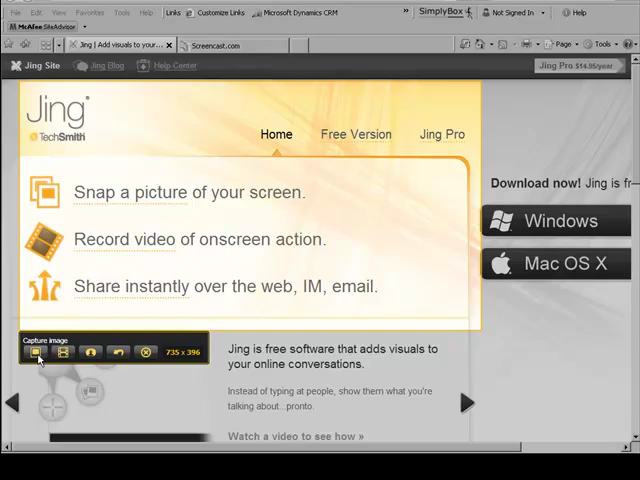 File Edit View Favorites Tools Help Links Customize Links Microsoft Dynamics CRM » SimplyBox Not Signed In Help
McAfee SiteAdvisor
Jing | Add visuals to your... Screencast.com Page Tools
Jing Site Jing Blog Help Center Jing Pro $14.95/year
Jing
TechSmith
Home Free Version Jing Pro
Snap a picture of your screen.
Download now! Jing is fr
Record video of onscreen action.
Windows
Mac OS X
Share instantly over the web, IM, email.
Capture image
735 x 396
Jing is free software that adds visuals to
your online conversations.
Instead of typing at people, show them what you're
talking about...pronto.
Watch a video to see how »